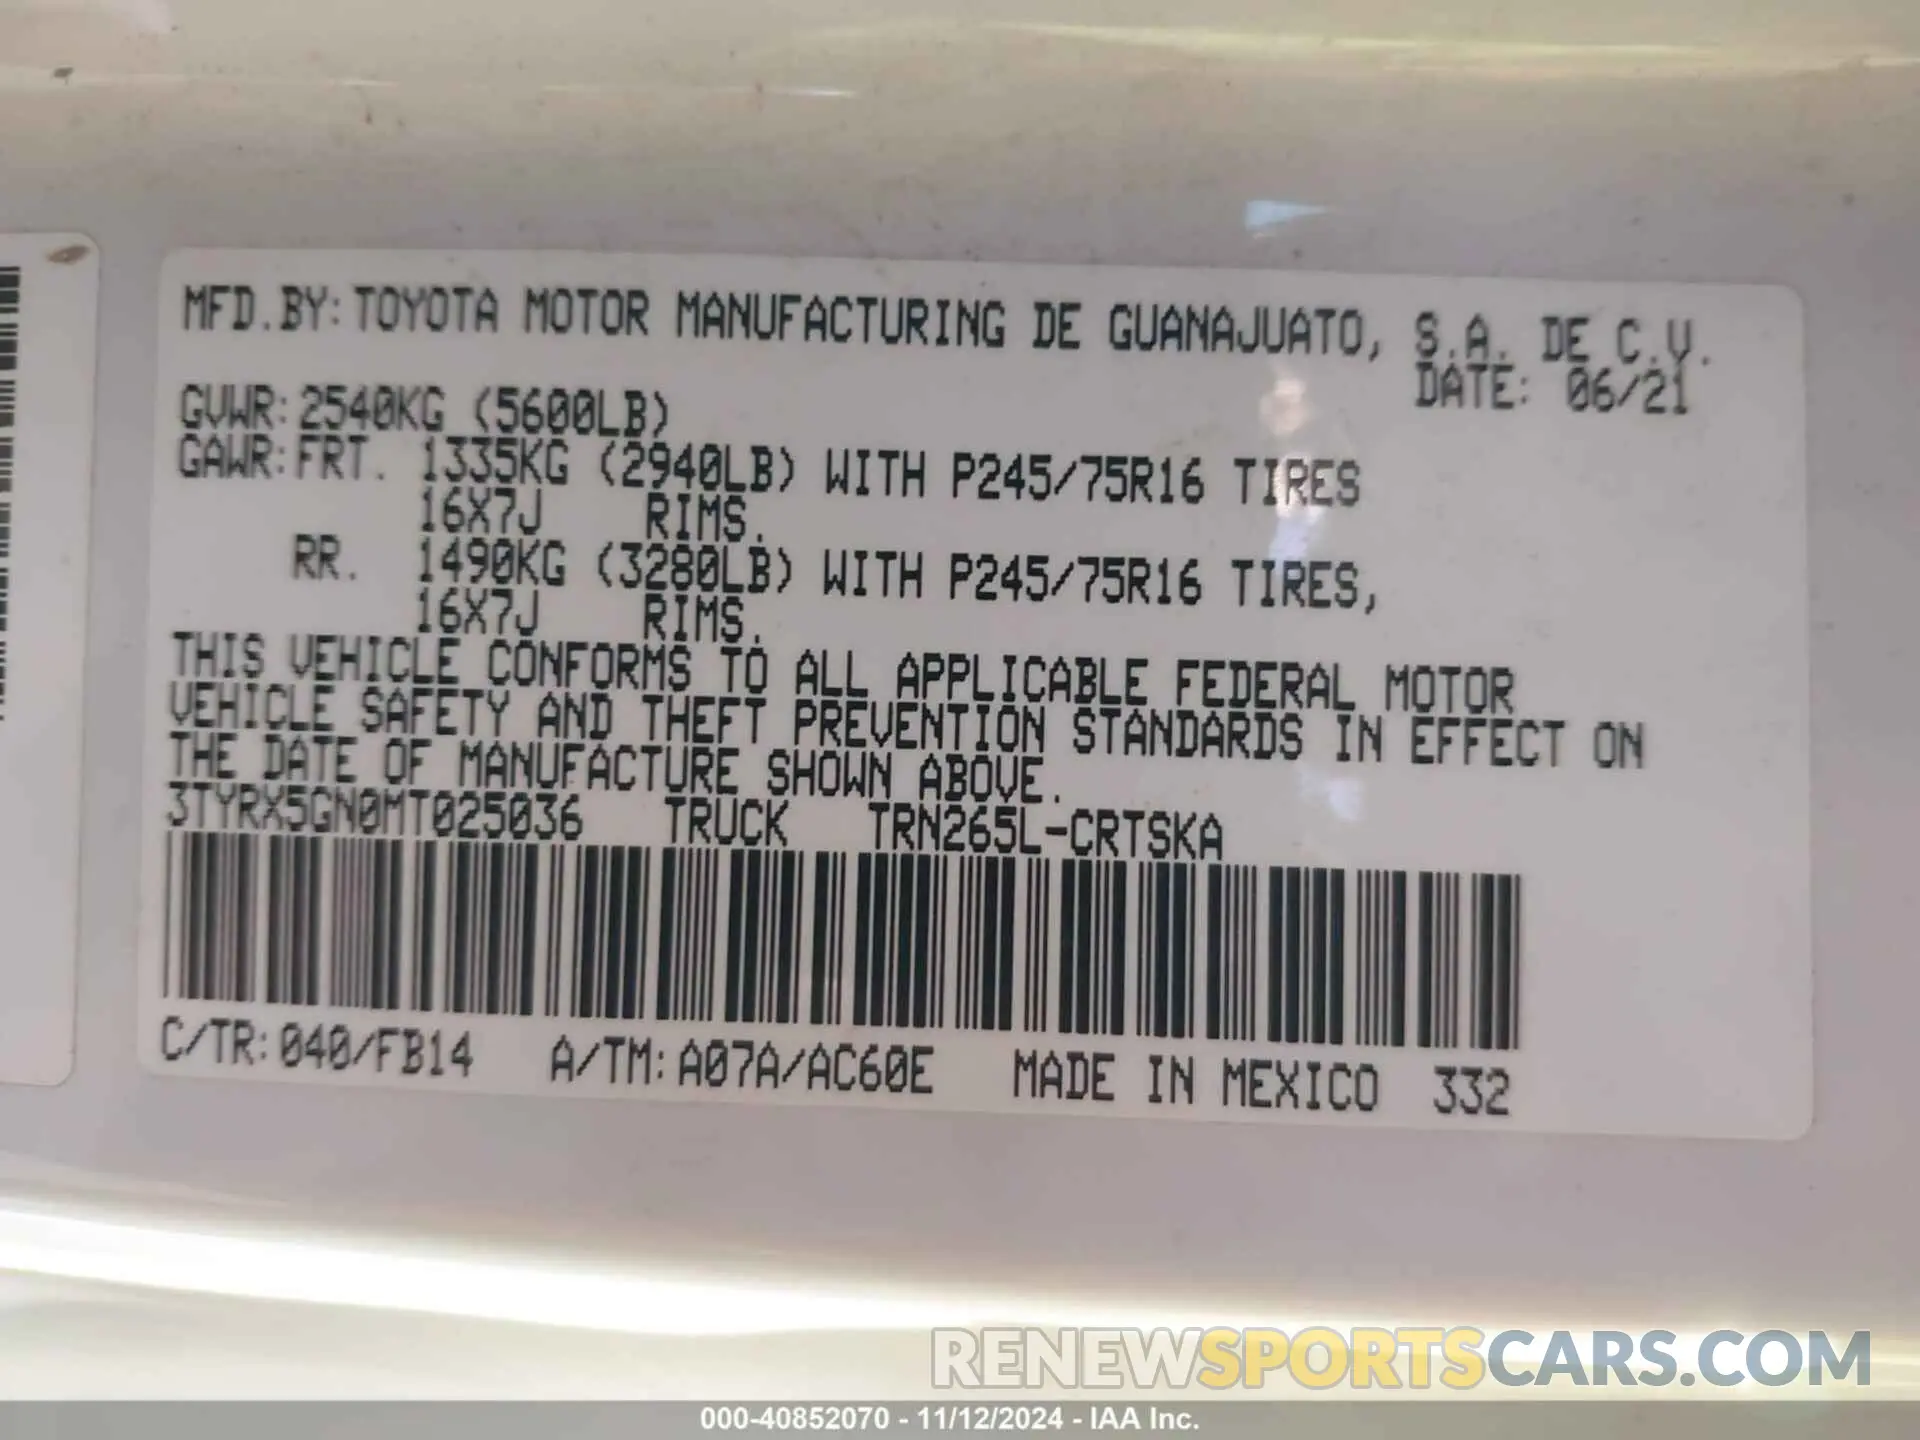 MFD.BY: TOYOTA MOTOR MANUFACTURING DE GUANAJUATO, S.A. DE C.V.
DATE: 06/21
GVWR: 2540KG (5600LB)
GAWR: FRT. 1335KG (2940LB) WITH P245/75R16 TIRES
16X7J RIMS.
RR. 1490KG (3280LB) WITH P245/75R16 TIRES,
16X7J RIMS.
THIS VEHICLE CONFORMS TO ALL APPLICABLE FEDERAL MOTOR
VEHICLE SAFETY AND THEFT PREVENTION STANDARDS IN EFFECT ON
THE DATE OF MANUFACTURE SHOWN ABOVE.
3TYRX5GN0MT025036 TRUCK TRN265L-CRTSKA
C/TR: 040/FB14 A/TM: A07A/AC60E MADE IN MEXICO 332
RENEWSPORTSCARS.COM
000-40852070 - 11/12/2024 - IAA Inc.